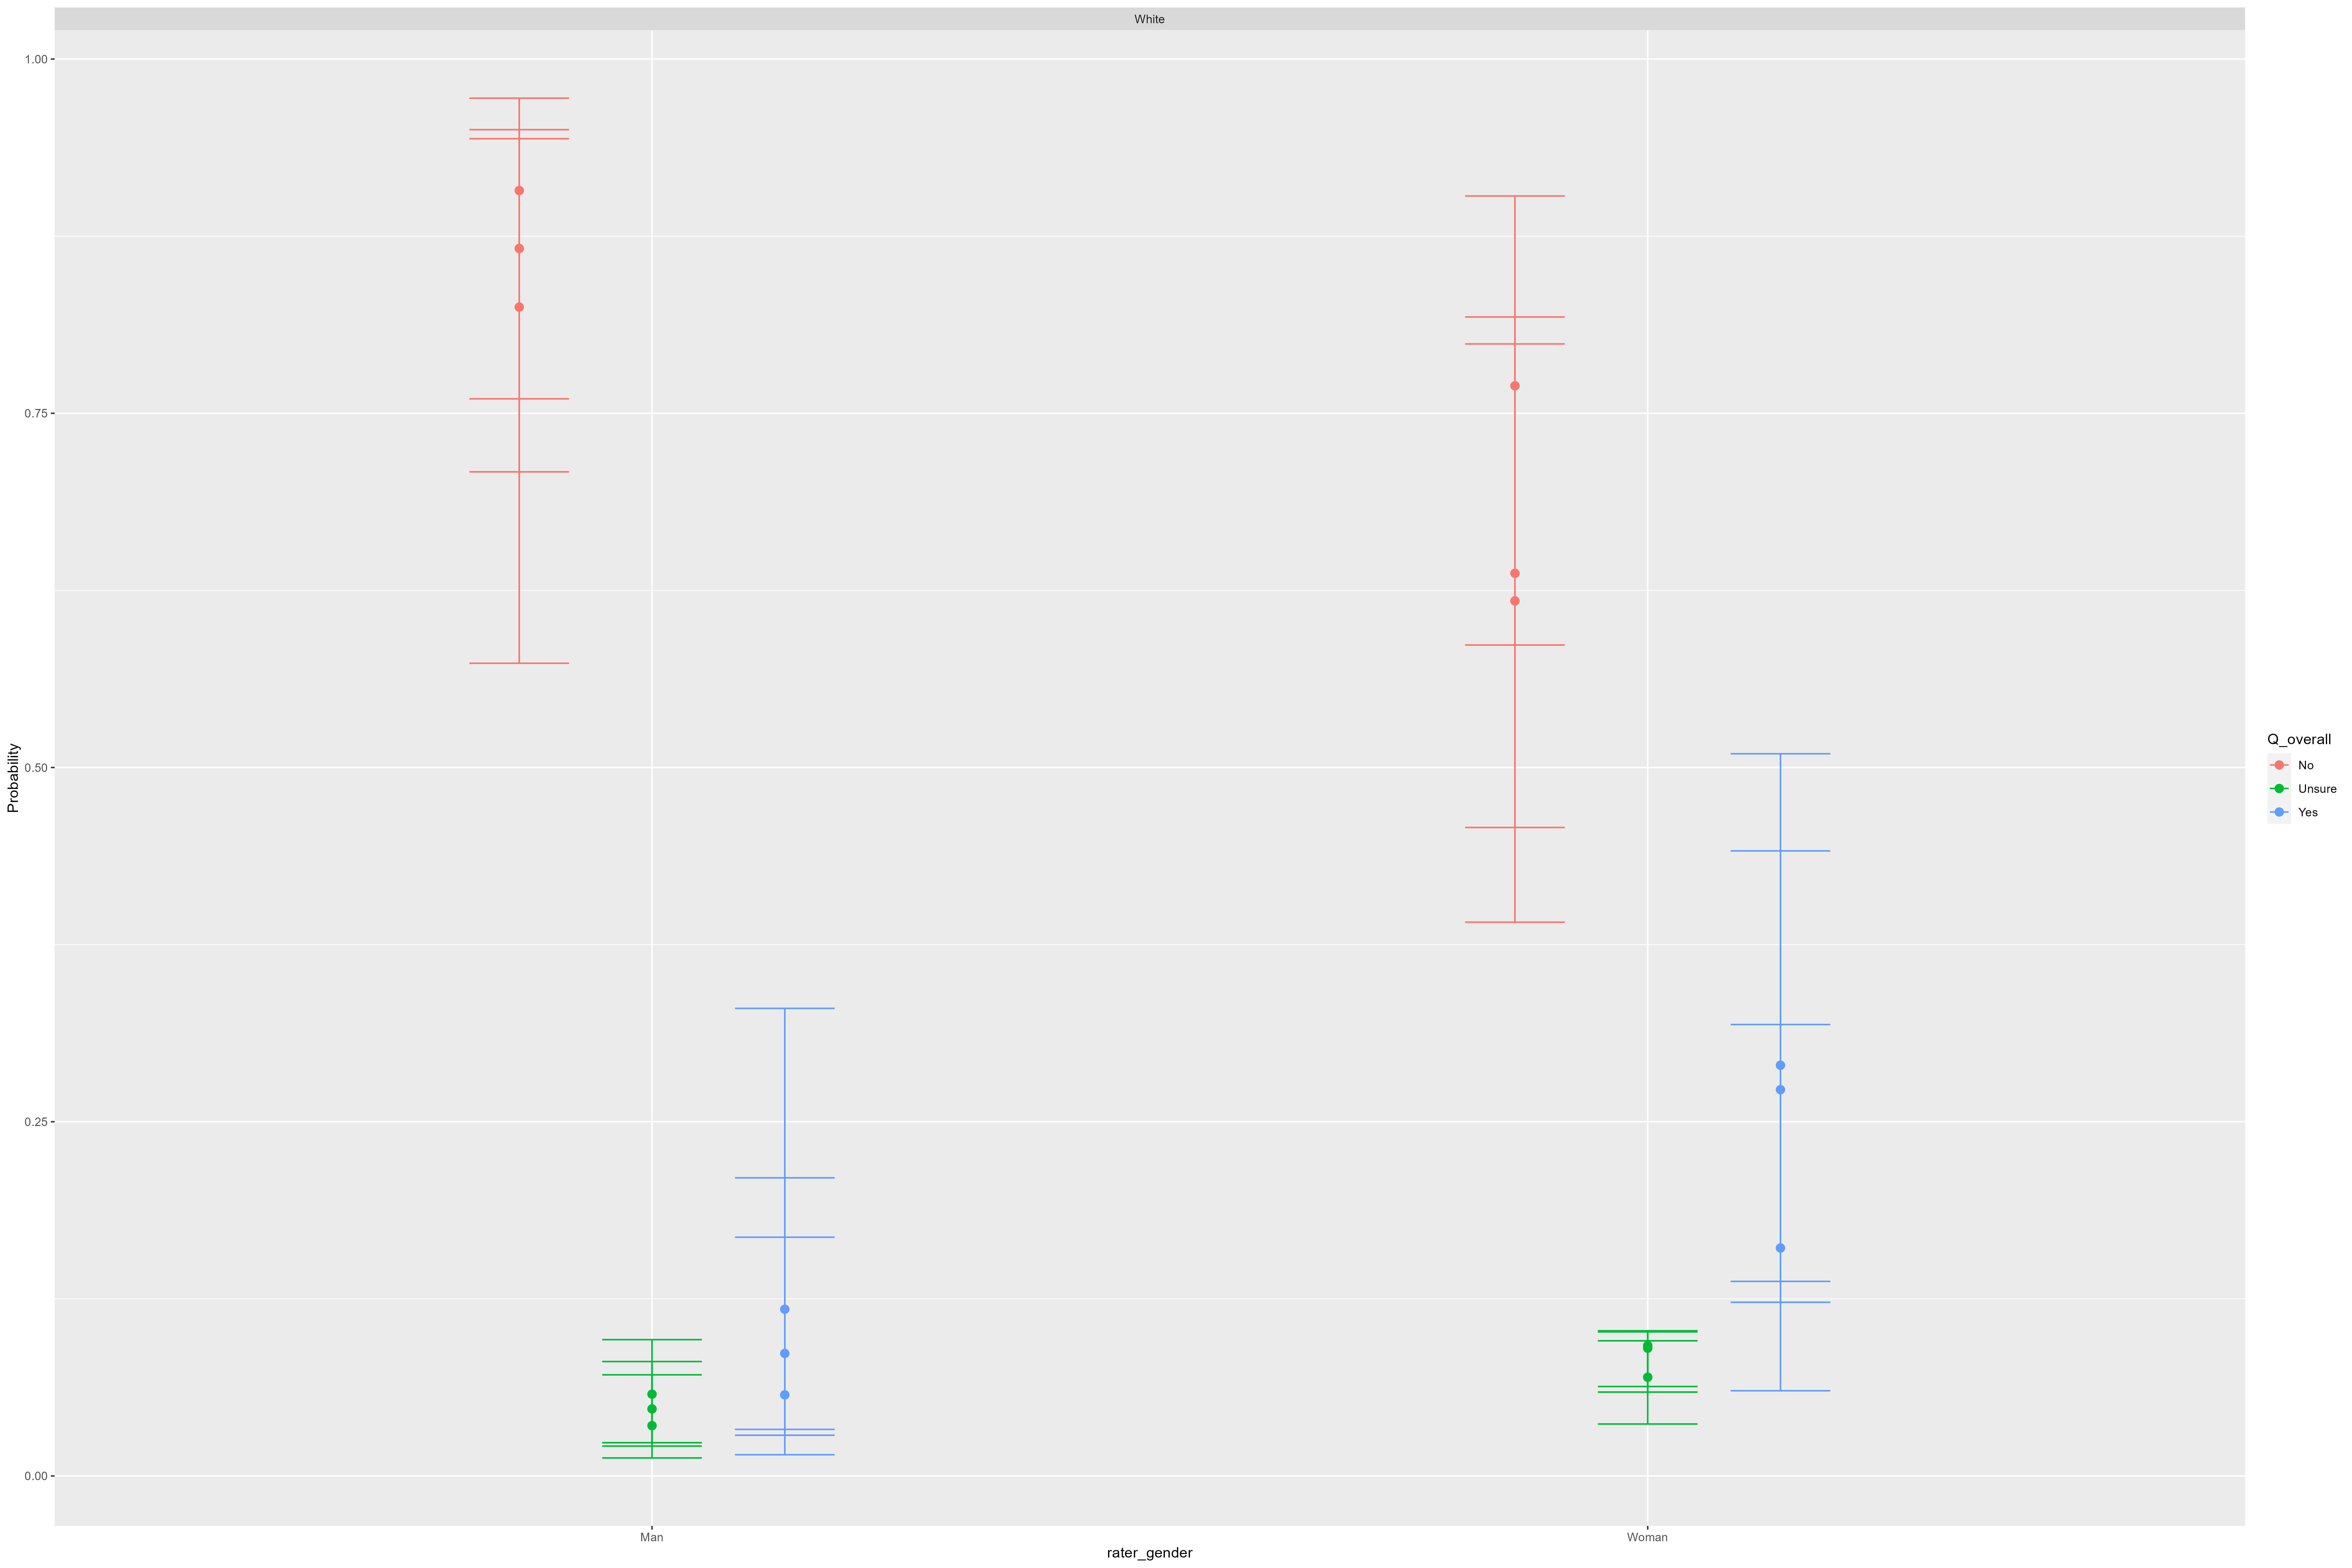 White
1.00
0.75
0.50
0.25
0.00
Probability
Man
Woman
rater_gender
Q_overall
No
Unsure
Yes